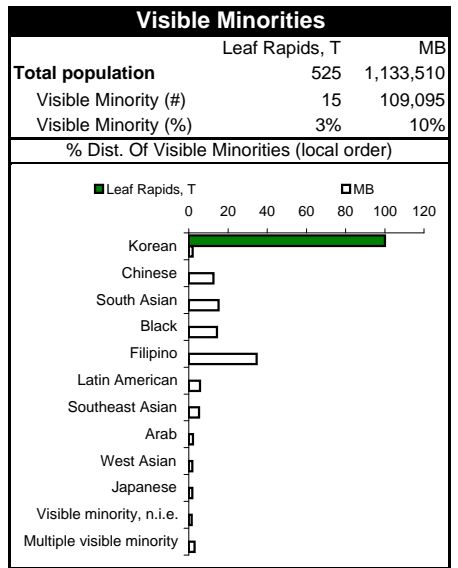 Visible Minorities
Leaf Rapids, T MB
Total population 525 1,133,510
Visible Minority (#) 15 109,095
Visible Minority (%) 3% 10%
% Dist. Of Visible Minorities (local order)
Leaf Rapids, T MB
0 20 40 60 80 100 120
Korean
Chinese
South Asian
Black
Filipino
Latin American
Southeast Asian
Arab
West Asian
Japanese
Visible minority, n.i.e.
Multiple visible minority